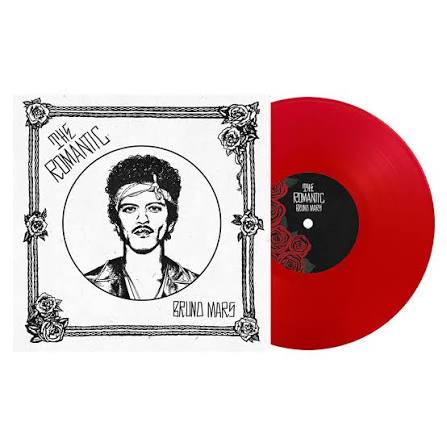 THE
ROMANTIC
BRUNO MARS
THE
ROMANTIC
BRUNO MARS